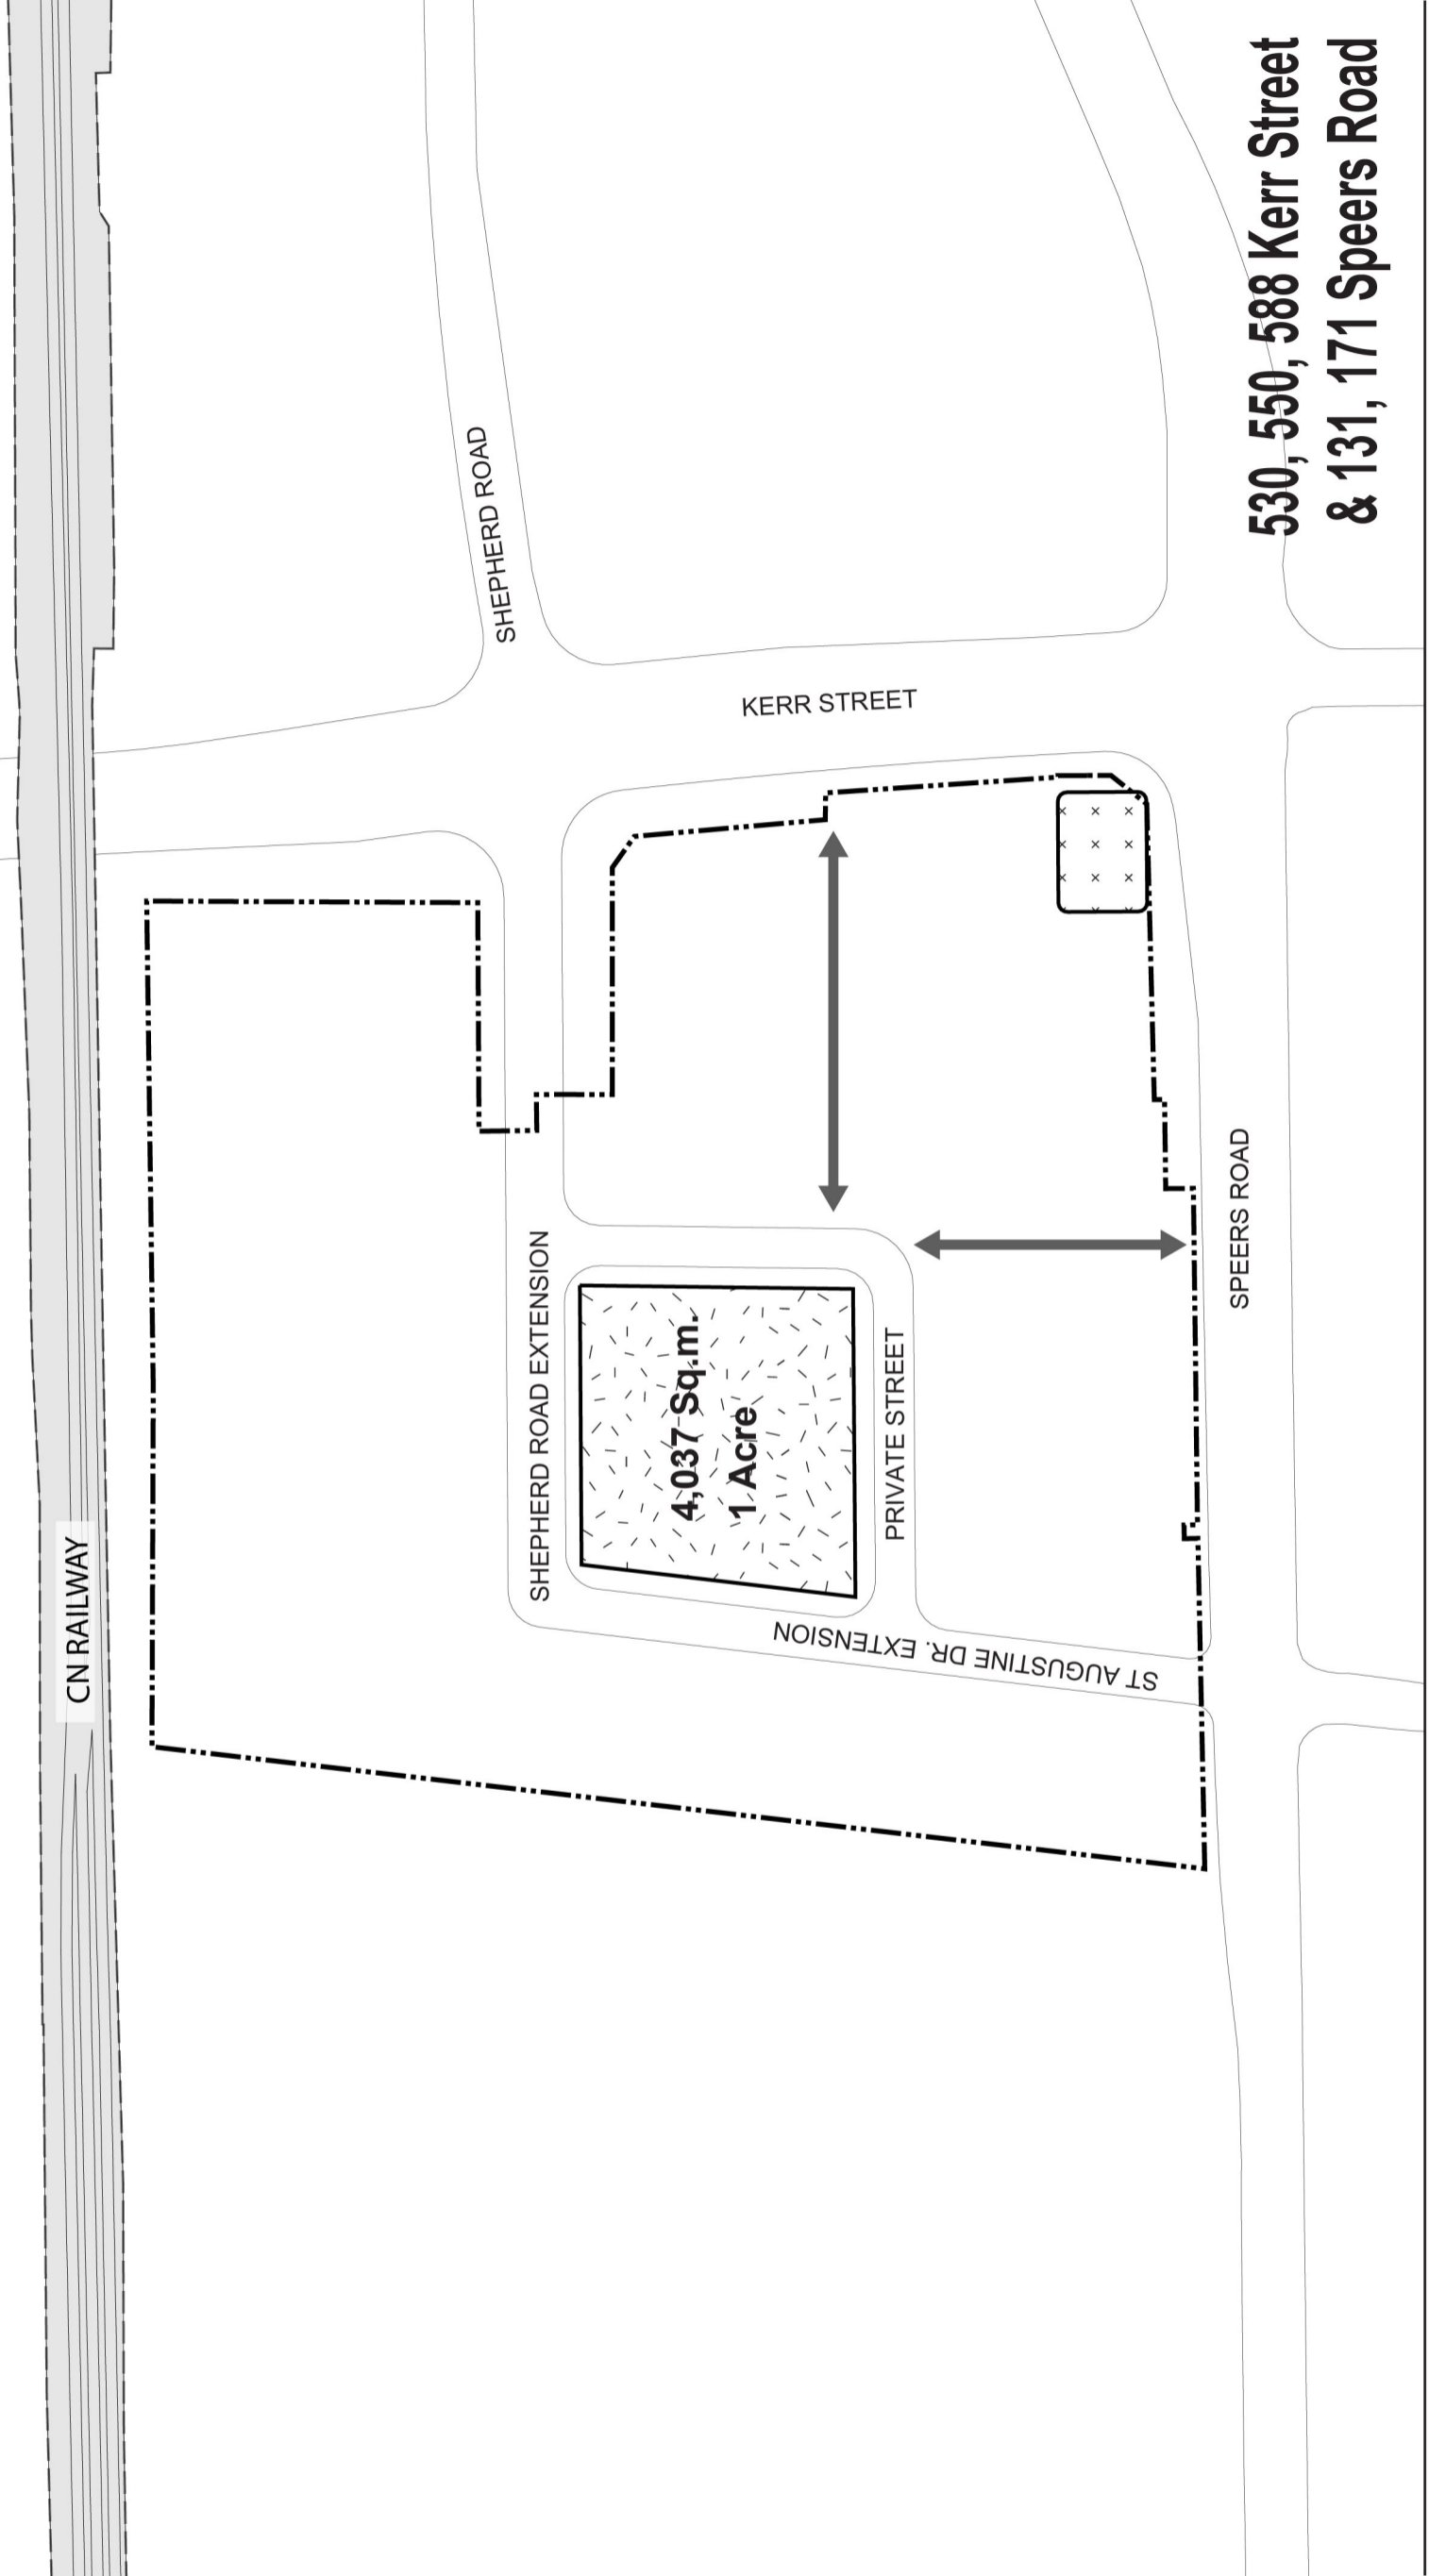 530, 550, 588 Kerr Street
& 131, 171 Speers Road
CN RAILWAY
SHEPHERD ROAD
KERR STREET
SHEPHERD ROAD EXTENSION
4,037 Sq.m.
1 Acre
PRIVATE STREET
ST AUGUSTINE DR. EXTENSION
SPEERS ROAD